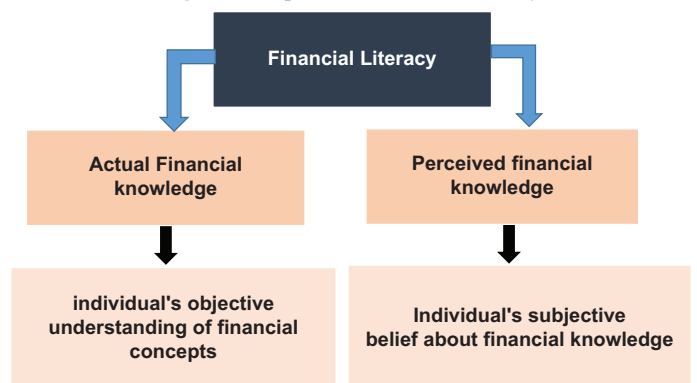 Financial Literacy
Actual Financial
knowledge
Perceived financial
knowledge
individual's objective
understanding of financial
concepts
Individual's subjective
belief about financial knowledge